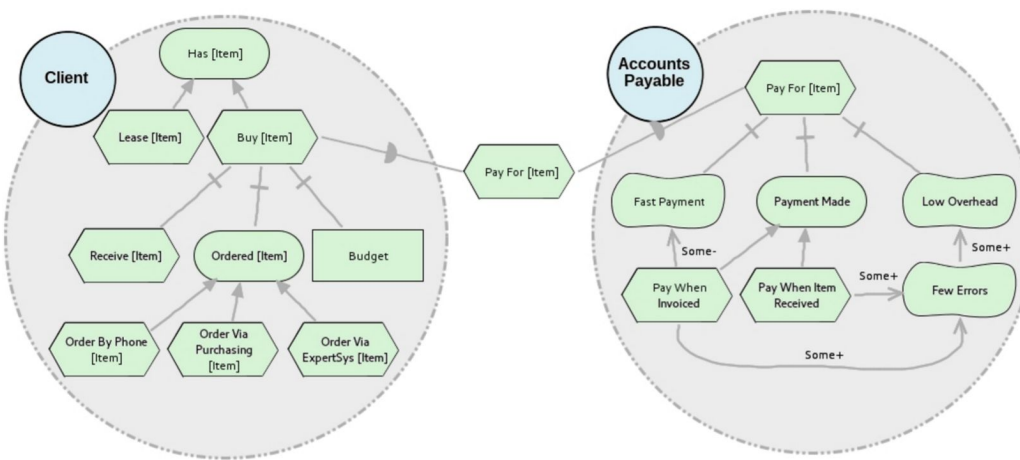 Client
Has [Item]
Lease [Item]
Buy [Item]
Receive [Item]
Ordered [Item]
Budget
Order By Phone
[Item]
Order Via
Purchasing
[Item]
Order Via
ExpertSys [Item]
Pay For [Item]
Accounts
Payable
Pay For [Item]
Fast Payment
Payment Made
Low Overhead
Some-
Some+
Pay When
Invoiced
Pay When Item
Received
Some+
Few Errors
Some+